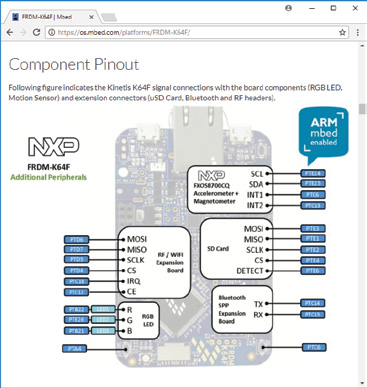 FRDM-K64F | Mbed
https://os.mbed.com/platforms/FRDM-K64F/
Component Pinout
Following figure indicates the Kinetis K64F signal connections with the board components (RGB LED,
Motion Sensor) and extension connectors (uSD Card, Bluetooth and RF headers).
NXP
FRDM-K64F
Additional Peripherals
ARM
mbed
enabled
NXP
FXOS8700CQ
Accelerometer +
Magnetometer
SCL PTE24
SDA PTE25
INT1 PTC6
INT2 PTC13
PTD6 MOSI
PTD7 MISO
PTD5 SCLK
PTD4 CS
PTC18 IRQ
PTC12 CE
RF / WIFI
Expansion
Board
SD Card
MOSI PTE3
MISO PTE1
SCLK PTE2
CS PTE4
DETECT PTE6
PTB22 LED1 R
PTE26 LED2 G
PTB21 LED3 B
RGB
LED
Bluetooth
SPP
Expansion
Board
TX PTC14
RX PTC15
PTA4
PTC6
FRDM-K64F